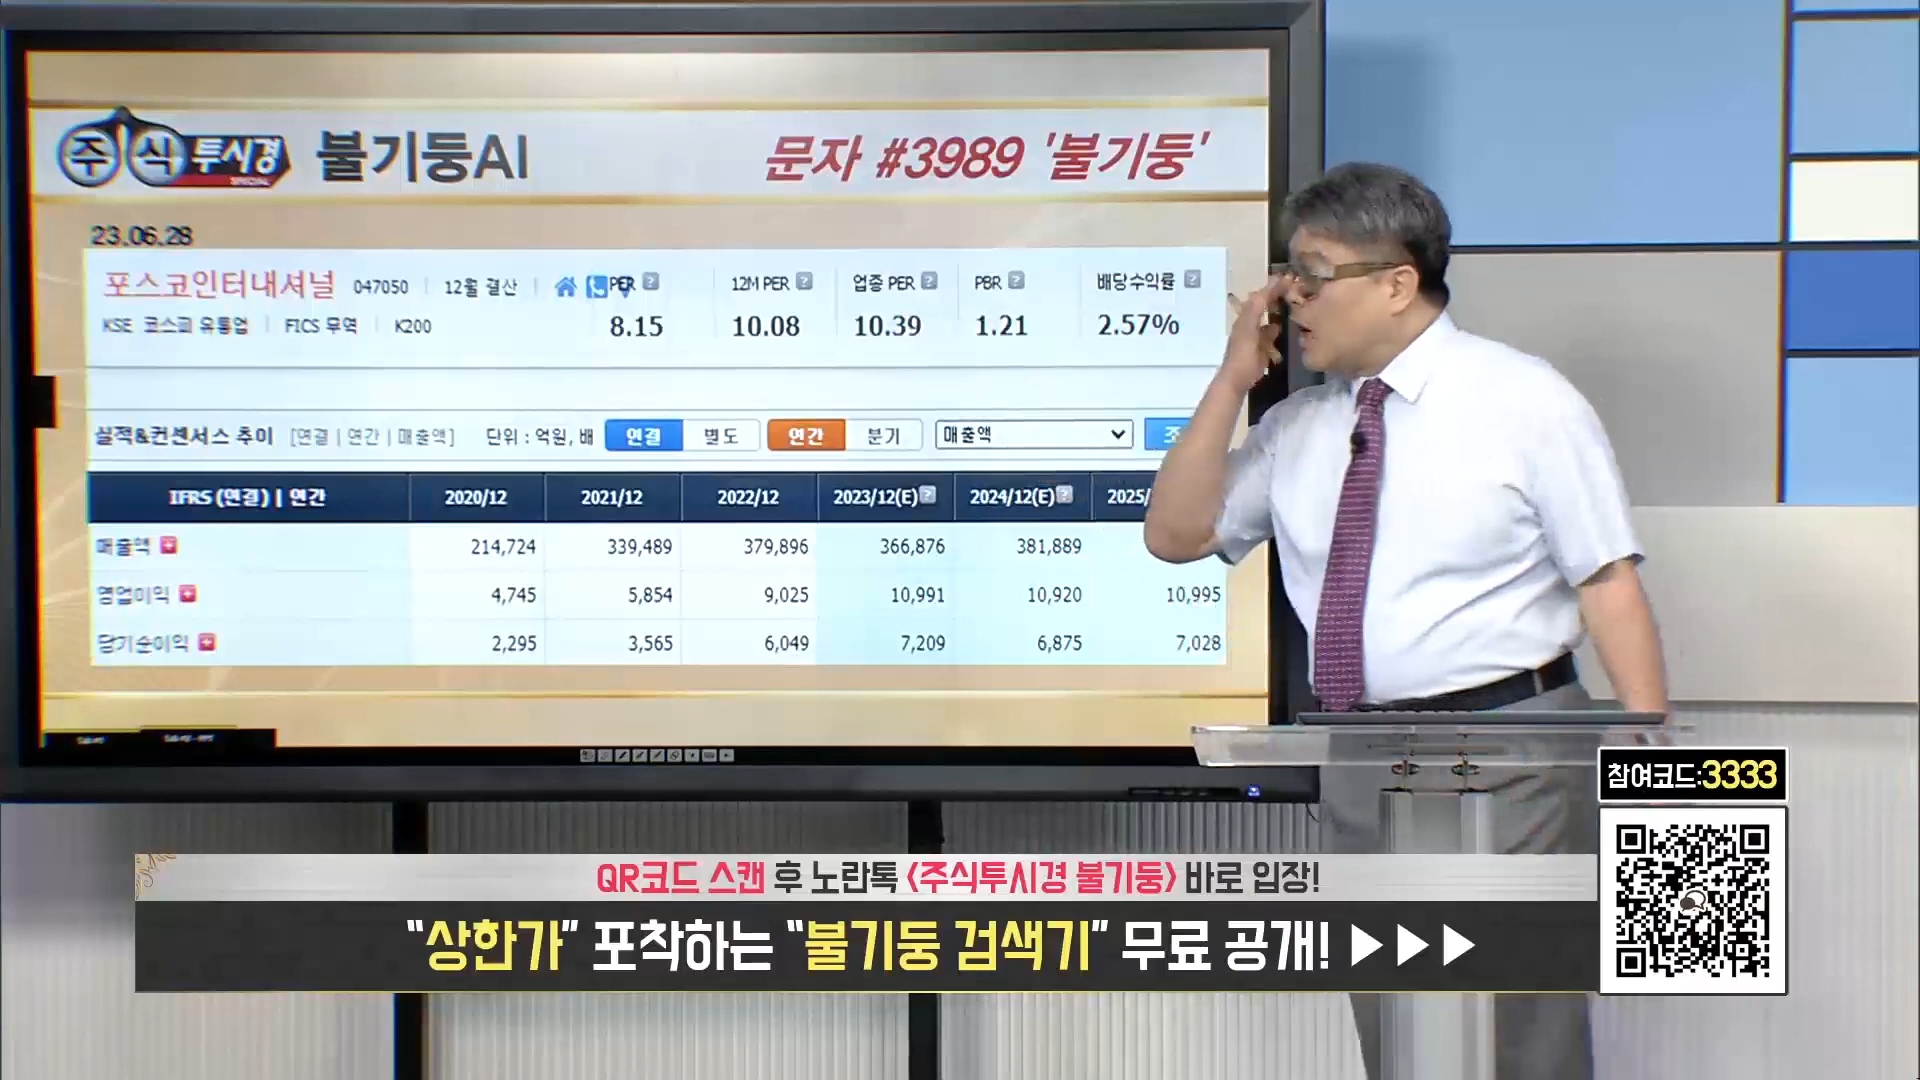 주식투시경 SPECIAL 불기둥AI 문자 #3989 '불기둥'
23.06.28
포스코인터내셔널 047050 12월 결산
KSE 코스피 유통업 FICS 무역 K200
PER 12M PER 업종 PER PBR 배당수익률
8.15 10.08 10.39 1.21 2.57%
실적&컨센서스 추이 [연결 | 연간 | 매출액] 단위 : 억원, 배 연결 별도 연간 분기 매출액 조
IFRS (연결) | 연간 2020/12 2021/12 2022/12 2023/12(E) 2024/12(E) 2025/
매출액 214,724 339,489 379,896 366,876 381,889
영업이익 4,745 5,854 9,025 10,991 10,920 10,995
당기순이익 2,295 3,565 6,049 7,209 6,875 7,028
참여코드:3333
QR코드 스캔 후 노란톡 <주식투시경 불기둥> 바로 입장!
"상한가" 포착하는 "불기둥 검색기" 무료 공개! ▶▶▶